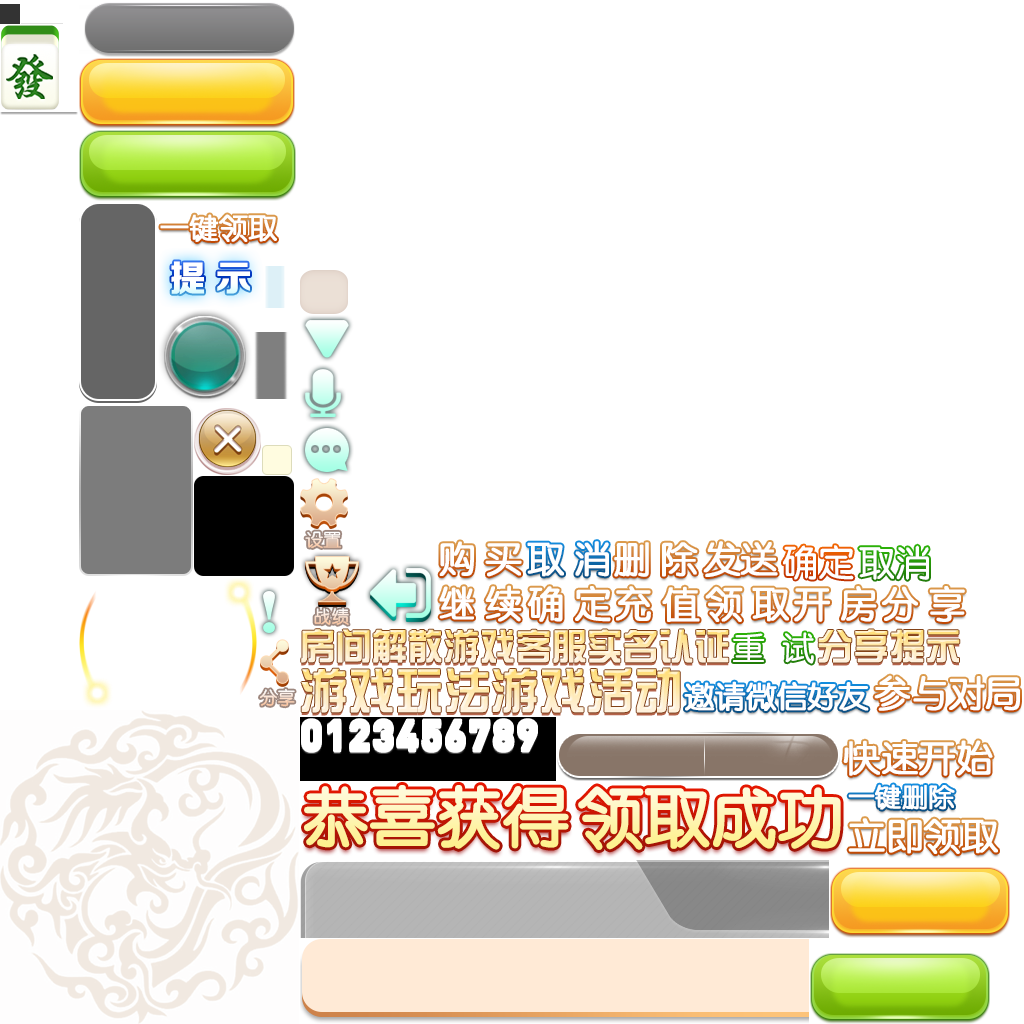 發
一键领取
提示
设置
战绩
购买取消删除发送确定取消
继续确定充值领取开房分享
房间解散游戏客服实名认证重试分享提示
分享
游戏玩法游戏活动邀请微信好友参与对局
0123456789
快速开始
恭喜获得领取成功
一键删除
立即领取